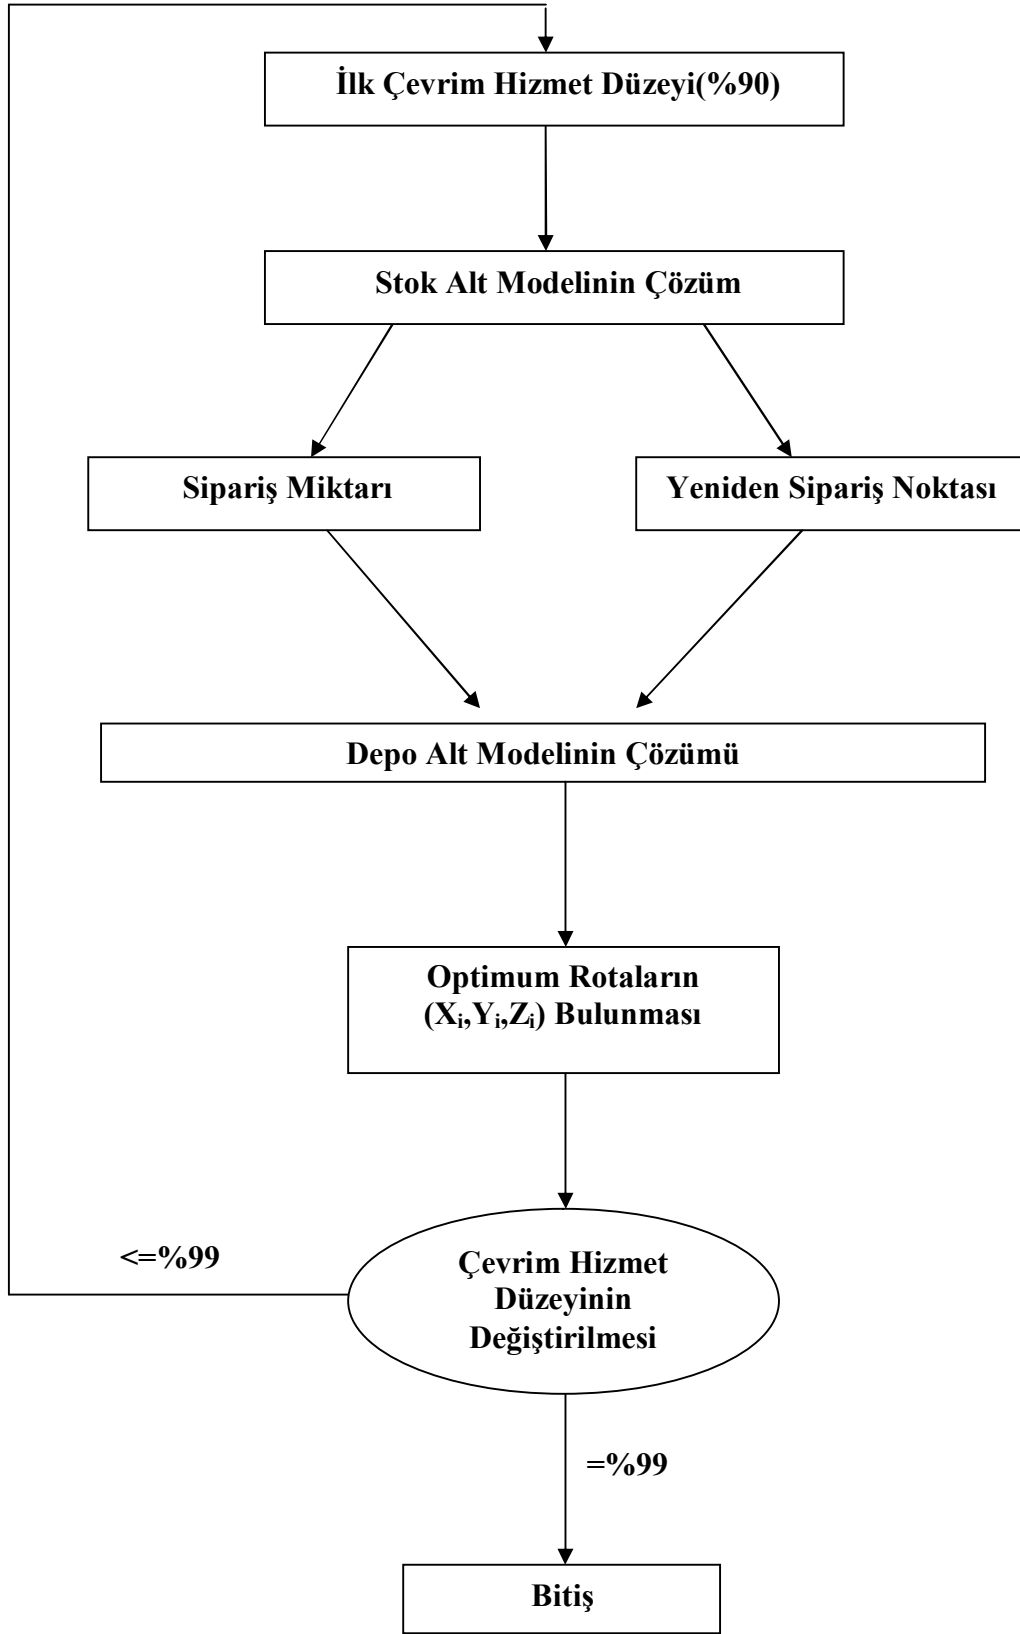 İlk Çevrim Hizmet Düzeyi(%90)
Stok Alt Modelinin Çözüm
Sipariş Miktarı
Yeniden Sipariş Noktası
Depo Alt Modelinin Çözümü
Optimum Rotaların
(Xᵢ,Yᵢ,Zᵢ) Bulunması
<=%99
Çevrim Hizmet
Düzeyinin
Değiştirilmesi
=%99
Bitiş